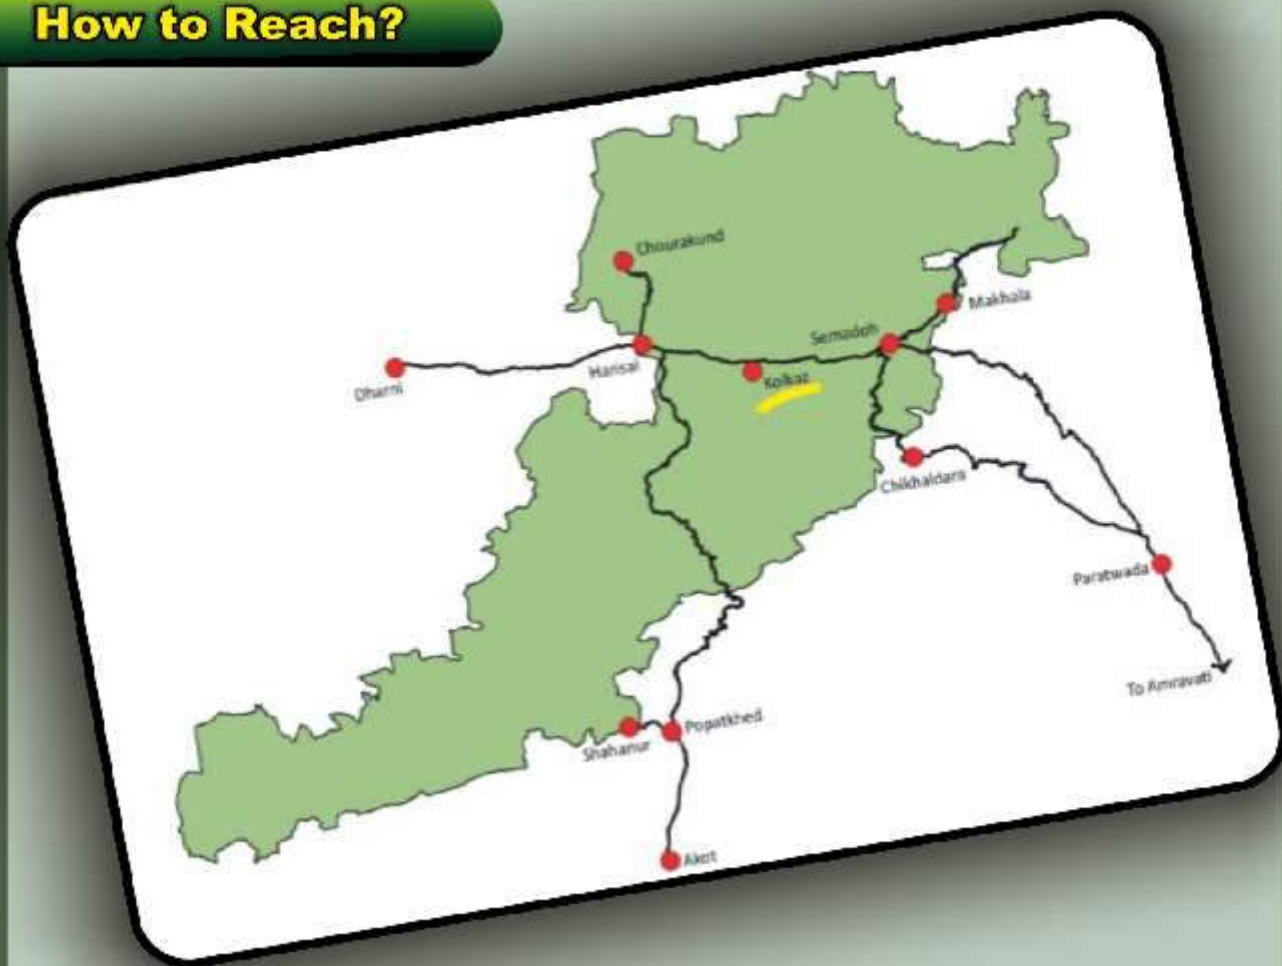 How to Reach?
Chourakund
Makhala
Semadoh
Harisal
Kolkaz
Dharni
Chikhaldara
Paratwada
To Amravati
Popatkhed
Shahanur
Akot